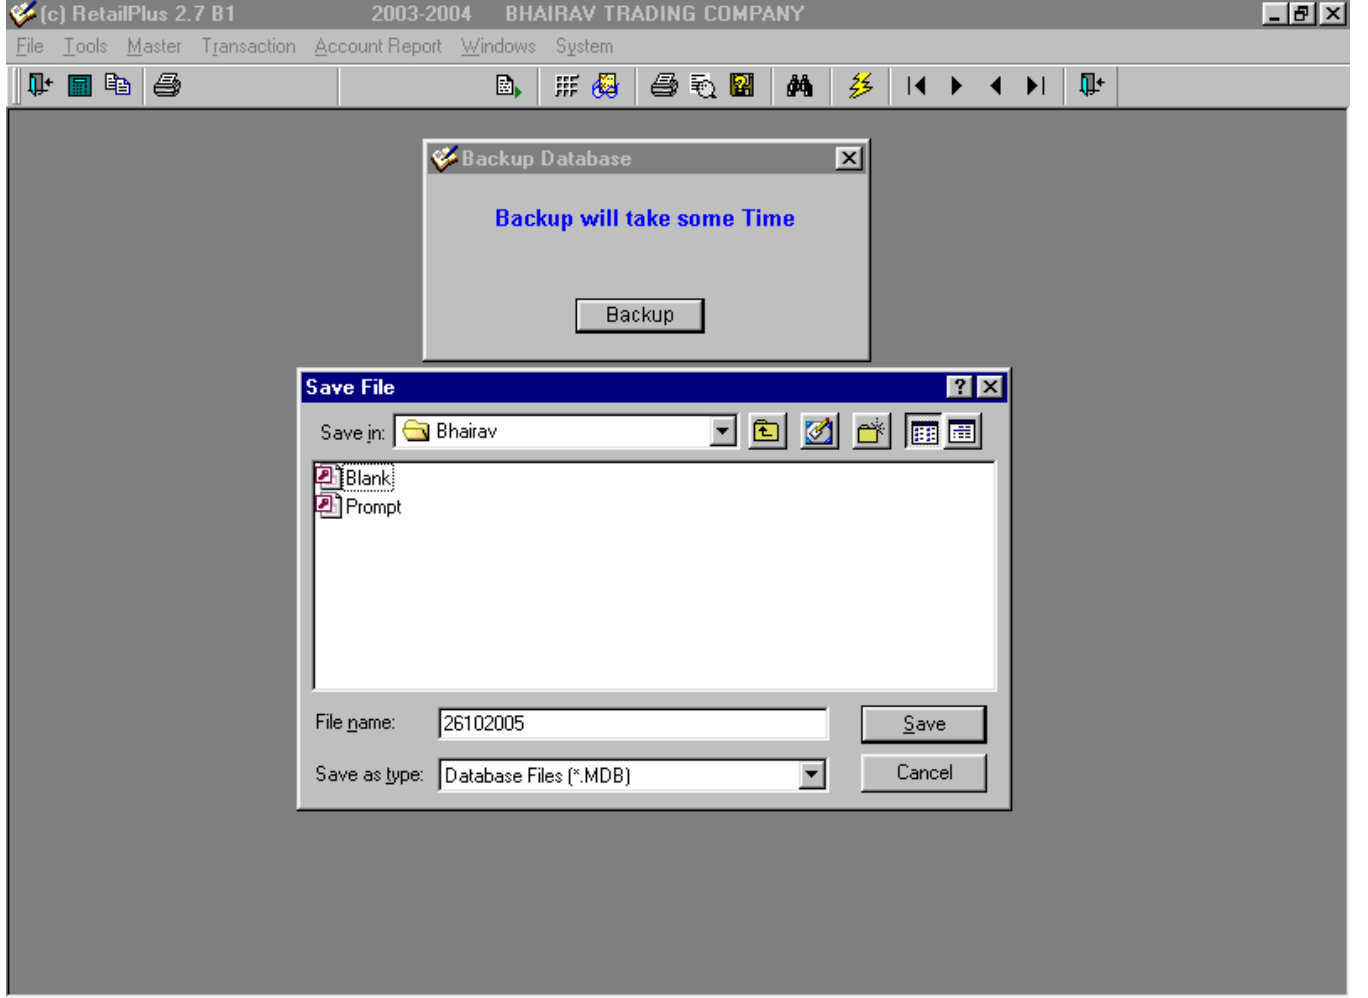 (c) RetailPlus 2.7 B1 2003-2004 BHAIRAV TRADING COMPANY
File Tools Master Transaction Account Report Windows System
Backup Database
Backup will take some Time
Backup
Save File
Save in: Bhairav
Blank
Prompt
File name: 26102005 Save
Save as type: Database Files (*.MDB) Cancel